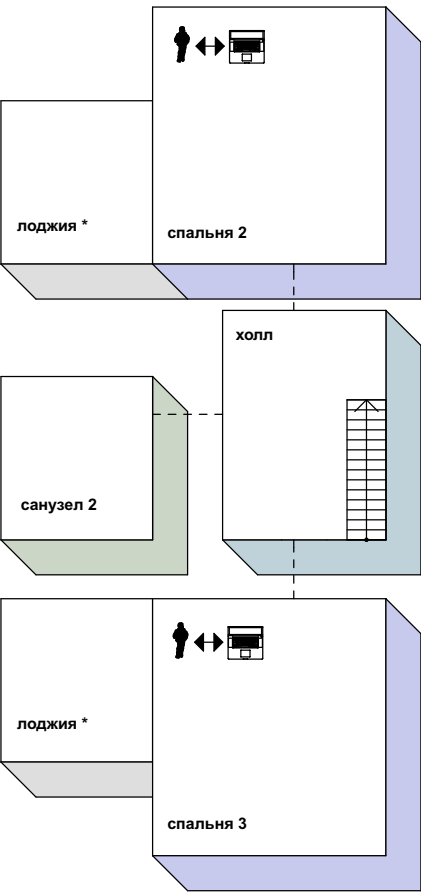 лоджия *
спальня 2
холл
санузел 2
лоджия *
спальня 3